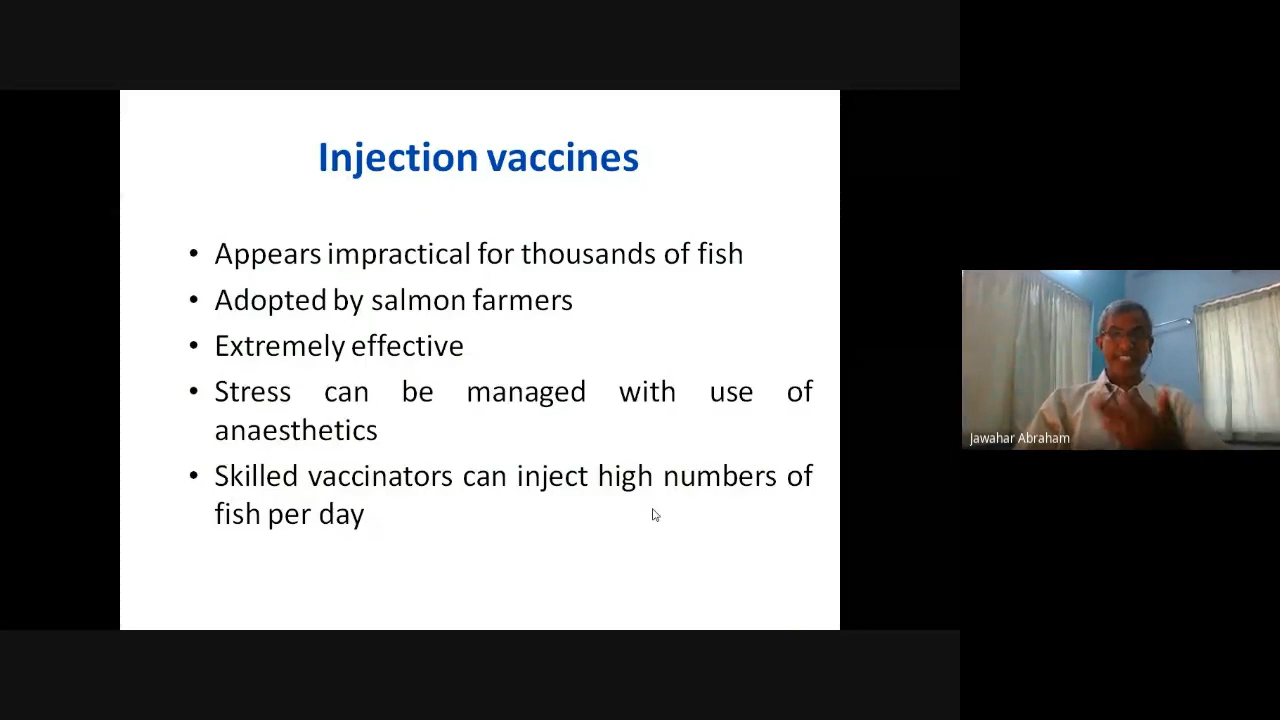 Injection vaccines
• Appears impractical for thousands of fish
• Adopted by salmon farmers
• Extremely effective
• Stress can be managed with use of
anaesthetics
• Skilled vaccinators can inject high numbers of
fish per day
Jawahar Abraham